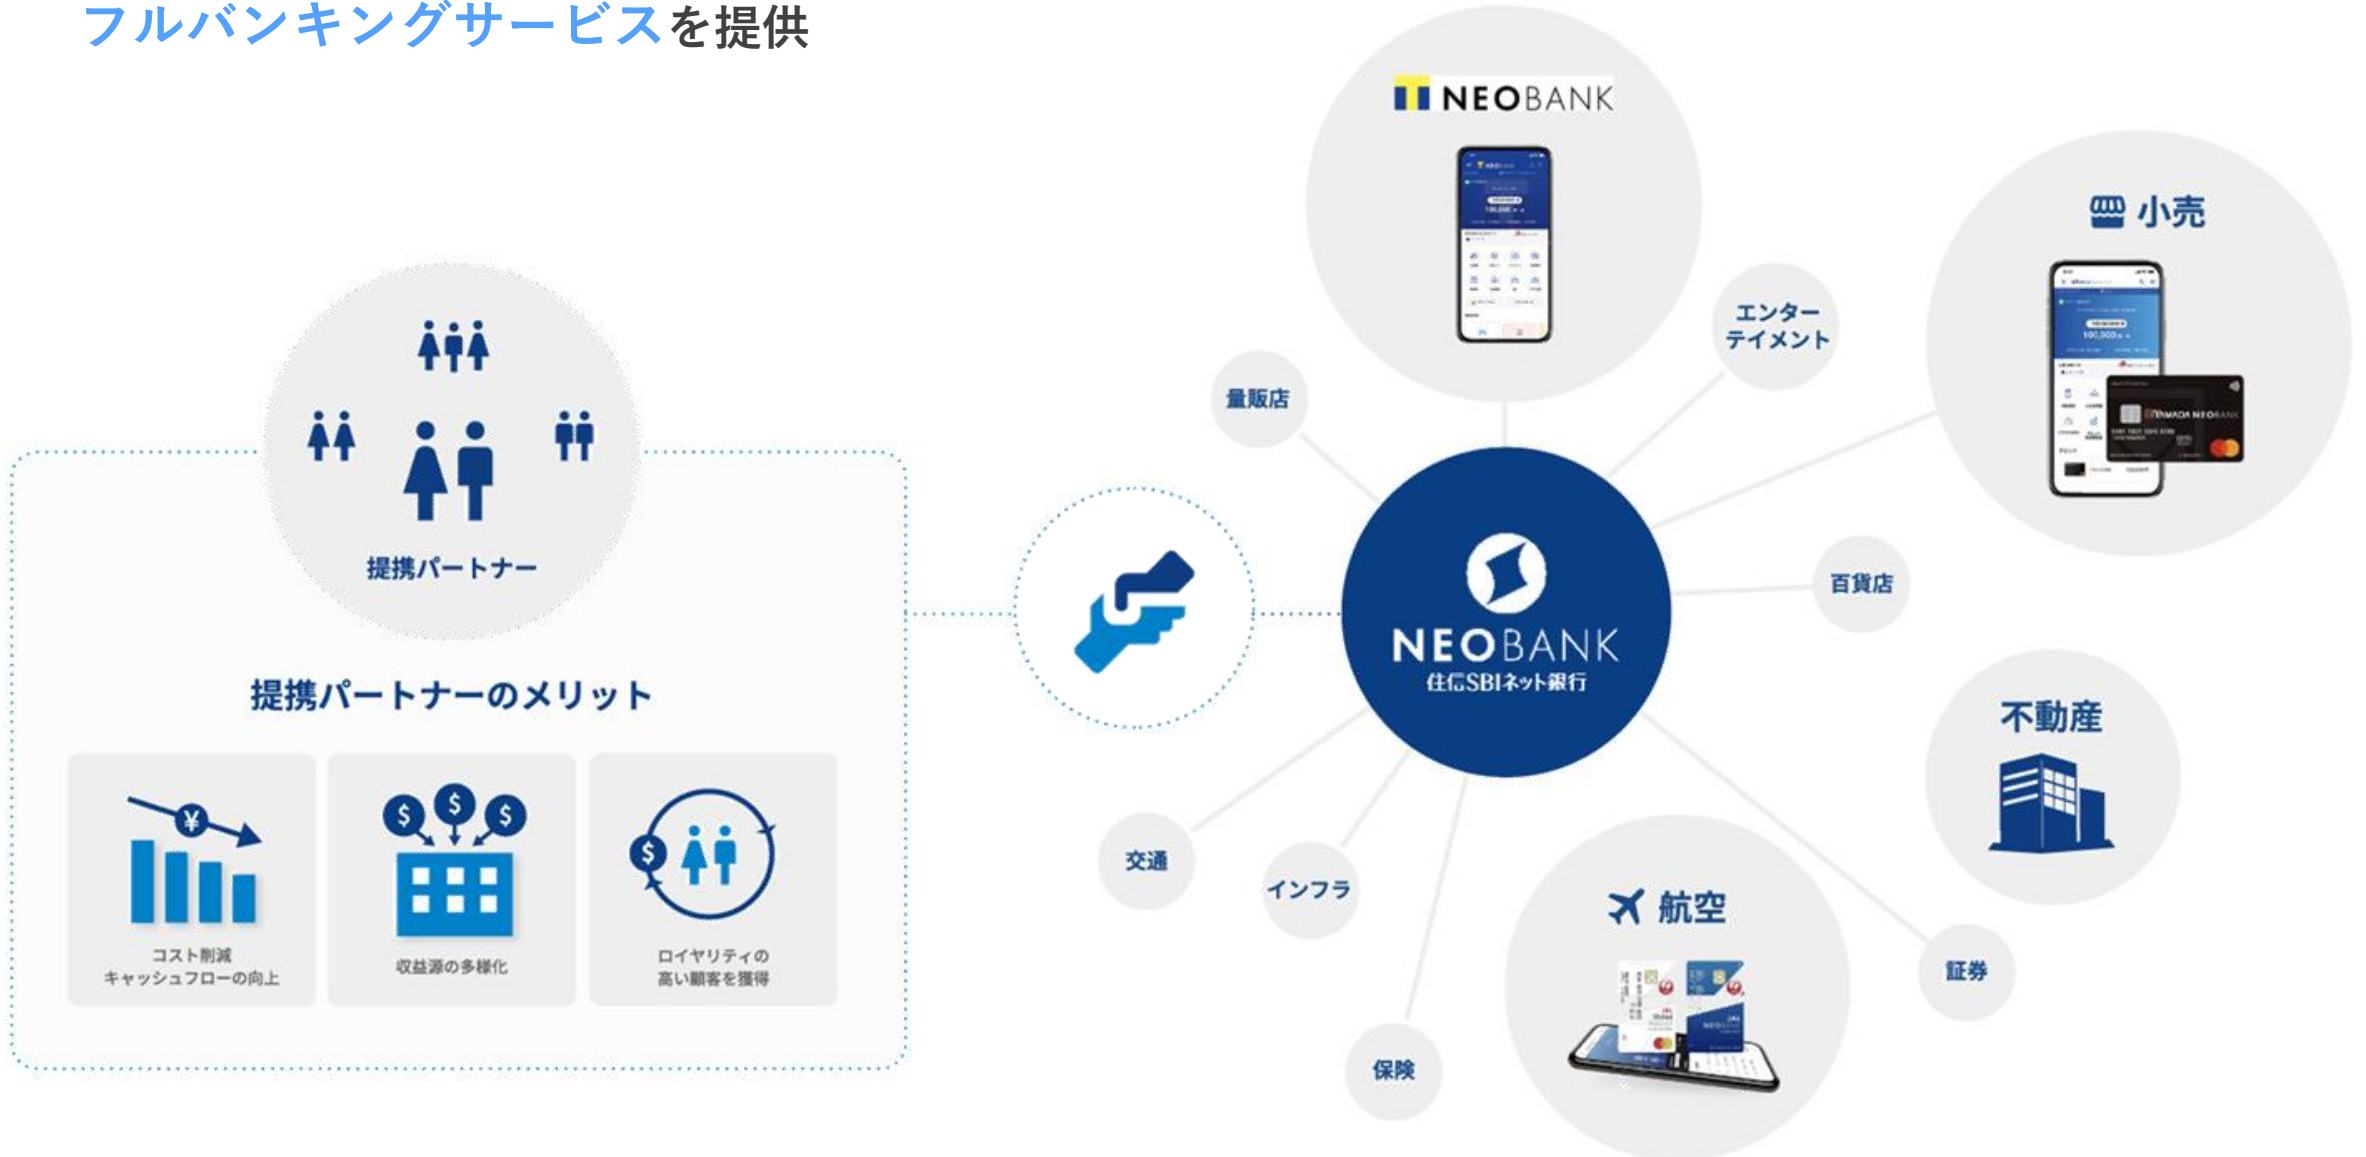 フルバンキングサービスを提供
NEOBANK
小売
100,000
YAMADA NEOBANK
エンター
テイメント
量販店
提携パートナー
百貨店
NEOBANK
住信SBIネット銀行
提携パートナーのメリット
不動産
¥
$ $ $
$
コスト削減
キャッシュフローの向上
収益源の多様化
ロイヤリティの
高い顧客を獲得
交通
インフラ
航空
証券
保険